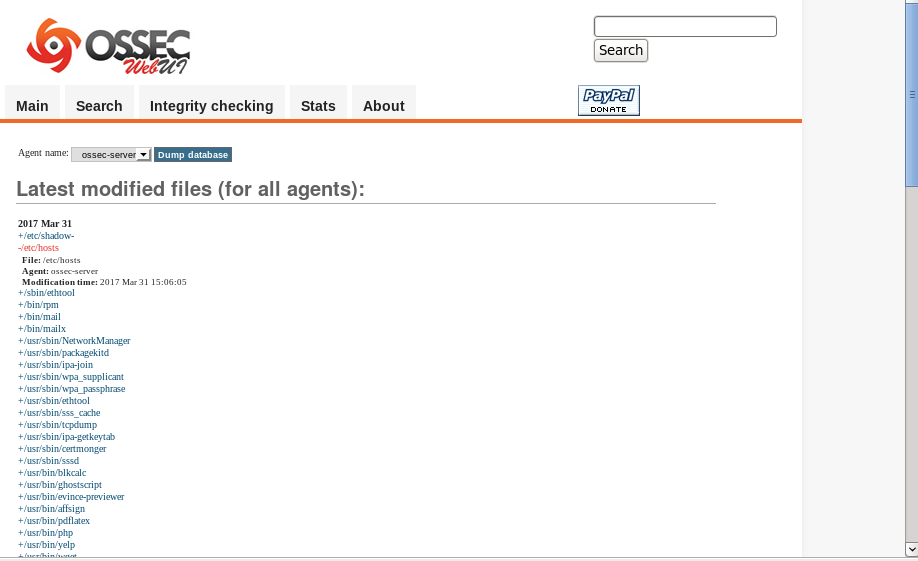 OSSEC
WebUI
Search
Main Search Integrity checking Stats About
PayPal
DONATE
Agent name: ossec-server Dump database
Latest modified files (for all agents):
2017 Mar 31
+/etc/shadow-
-/etc/hosts
File: /etc/hosts
Agent: ossec-server
Modification time: 2017 Mar 31 15:06:05
+/sbin/ethtool
+/bin/rpm
+/bin/mail
+/bin/mailx
+/usr/sbin/NetworkManager
+/usr/sbin/packagekitd
+/usr/sbin/ipa-join
+/usr/sbin/wpa_supplicant
+/usr/sbin/wpa_passphrase
+/usr/sbin/ethtool
+/usr/sbin/sss_cache
+/usr/sbin/tcpdump
+/usr/sbin/ipa-getkeytab
+/usr/sbin/certmonger
+/usr/sbin/sssd
+/usr/bin/blkcalc
+/usr/bin/ghostscript
+/usr/bin/evince-previewer
+/usr/bin/affsign
+/usr/bin/pdflatex
+/usr/bin/php
+/usr/bin/yelp
+/usr/bin/wget